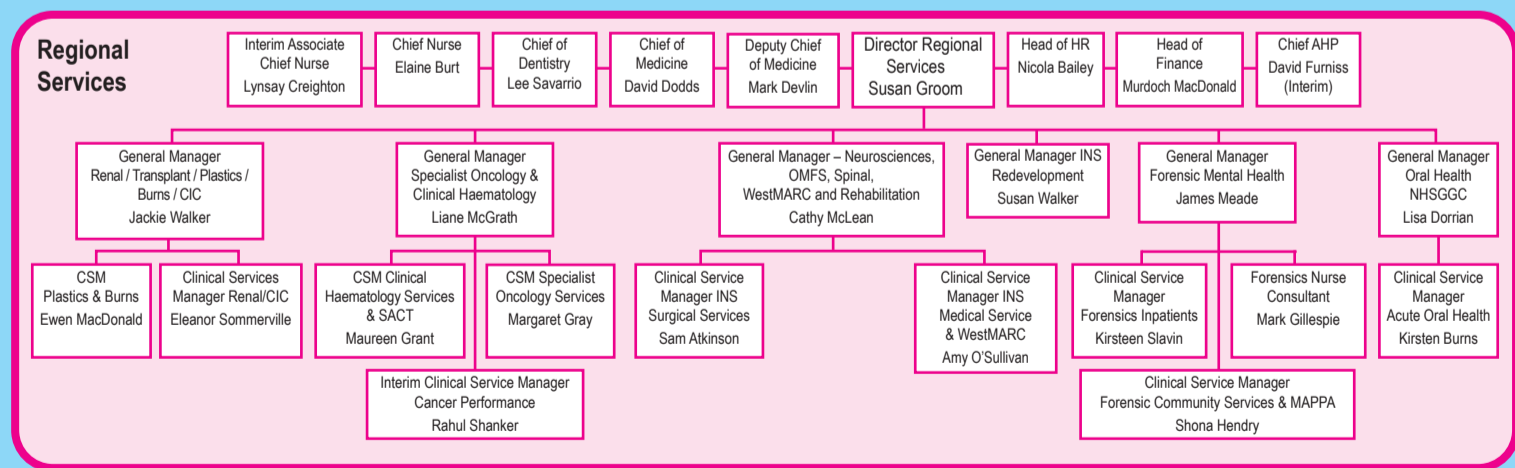 Regional
Services
Interim Associate
Chief Nurse
Lynsay Creighton
Chief Nurse
Elaine Burt
Chief of
Dentistry
Lee Savarrio
Chief of
Medicine
David Dodds
Deputy Chief
of Medicine
Mark Devlin
Director Regional
Services
Susan Groom
Head of HR
Nicola Bailey
Head of
Finance
Murdoch MacDonald
Chief AHP
David Furniss
(Interim)
General Manager
Renal / Transplant / Plastics /
Burns / CIC
Jackie Walker
General Manager
Specialist Oncology &
Clinical Haematology
Liane McGrath
General Manager – Neurosciences,
OMFS, Spinal,
WestMARC and Rehabilitation
Cathy McLean
General Manager INS
Redevelopment
Susan Walker
General Manager
Forensic Mental Health
James Meade
General Manager
Oral Health
NHSGGC
Lisa Dorrian
CSM
Plastics & Burns
Ewen MacDonald
Clinical Services
Manager Renal/CIC
Eleanor Sommerville
CSM Clinical
Haematology Services
& SACT
Maureen Grant
CSM Specialist
Oncology Services
Margaret Gray
Clinical Service
Manager INS
Surgical Services
Sam Atkinson
Clinical Service
Manager INS
Medical Service
& WestMARC
Amy O'Sullivan
Clinical Service
Manager
Forensics Inpatients
Kirsteen Slavin
Forensics Nurse
Consultant
Mark Gillespie
Clinical Service
Manager
Acute Oral Health
Kirsten Burns
Interim Clinical Service Manager
Cancer Performance
Rahul Shanker
Clinical Service Manager
Forensic Community Services & MAPPA
Shona Hendry